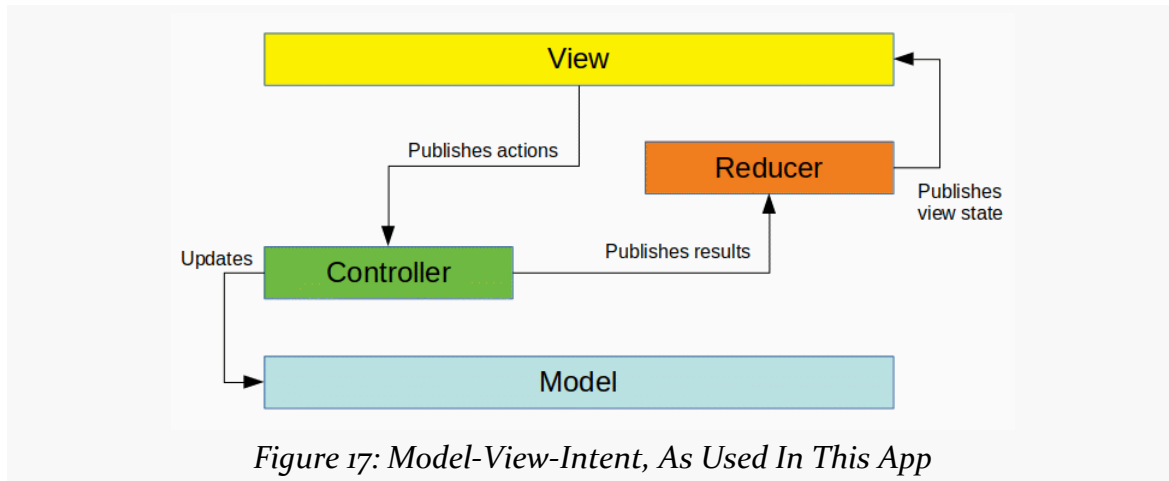 View
Publishes actions
Reducer
Publishes
view state
Updates
Controller
Publishes results
Model
Figure 17: Model-View-Intent, As Used In This App